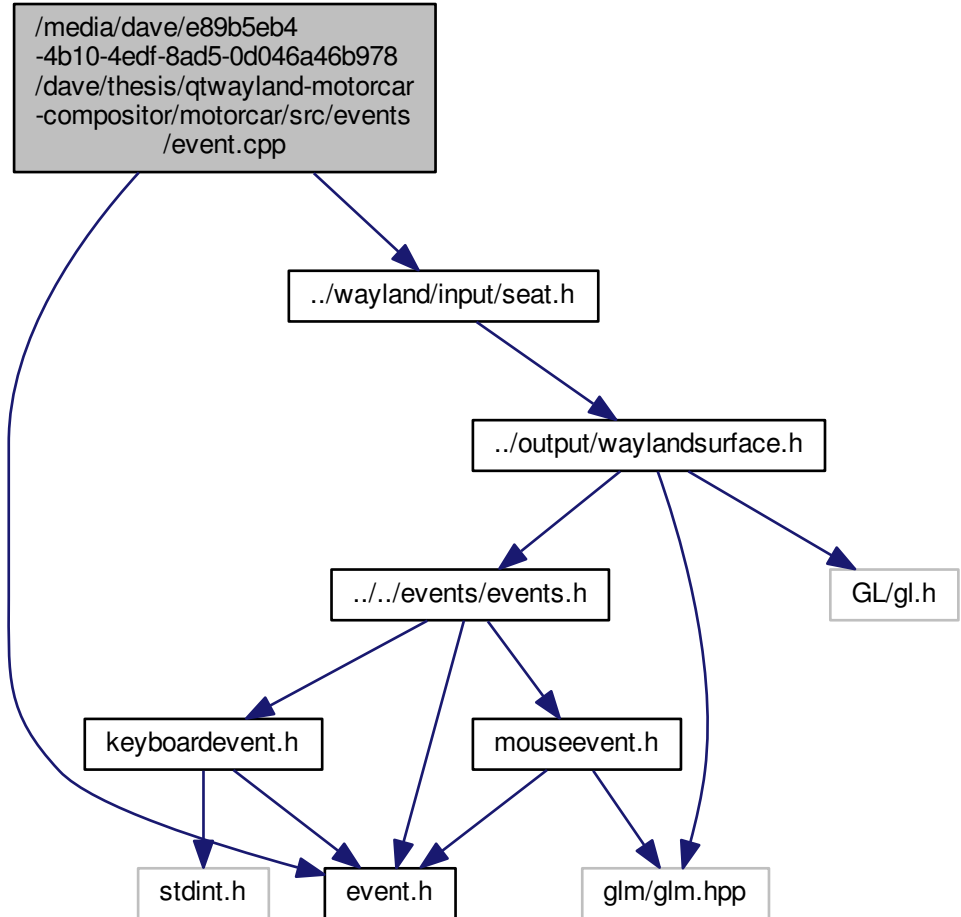 /media/dave/e89b5eb4
-4b10-4edf-8ad5-0d046a46b978
/dave/thesis/qtwayland-motorcar
-compositor/motorcar/src/events
/event.cpp
../wayland/input/seat.h
../output/waylandsurface.h
../../events/events.h
GL/gl.h
keyboardevent.h
mouseevent.h
stdint.h
event.h
glm/glm.hpp